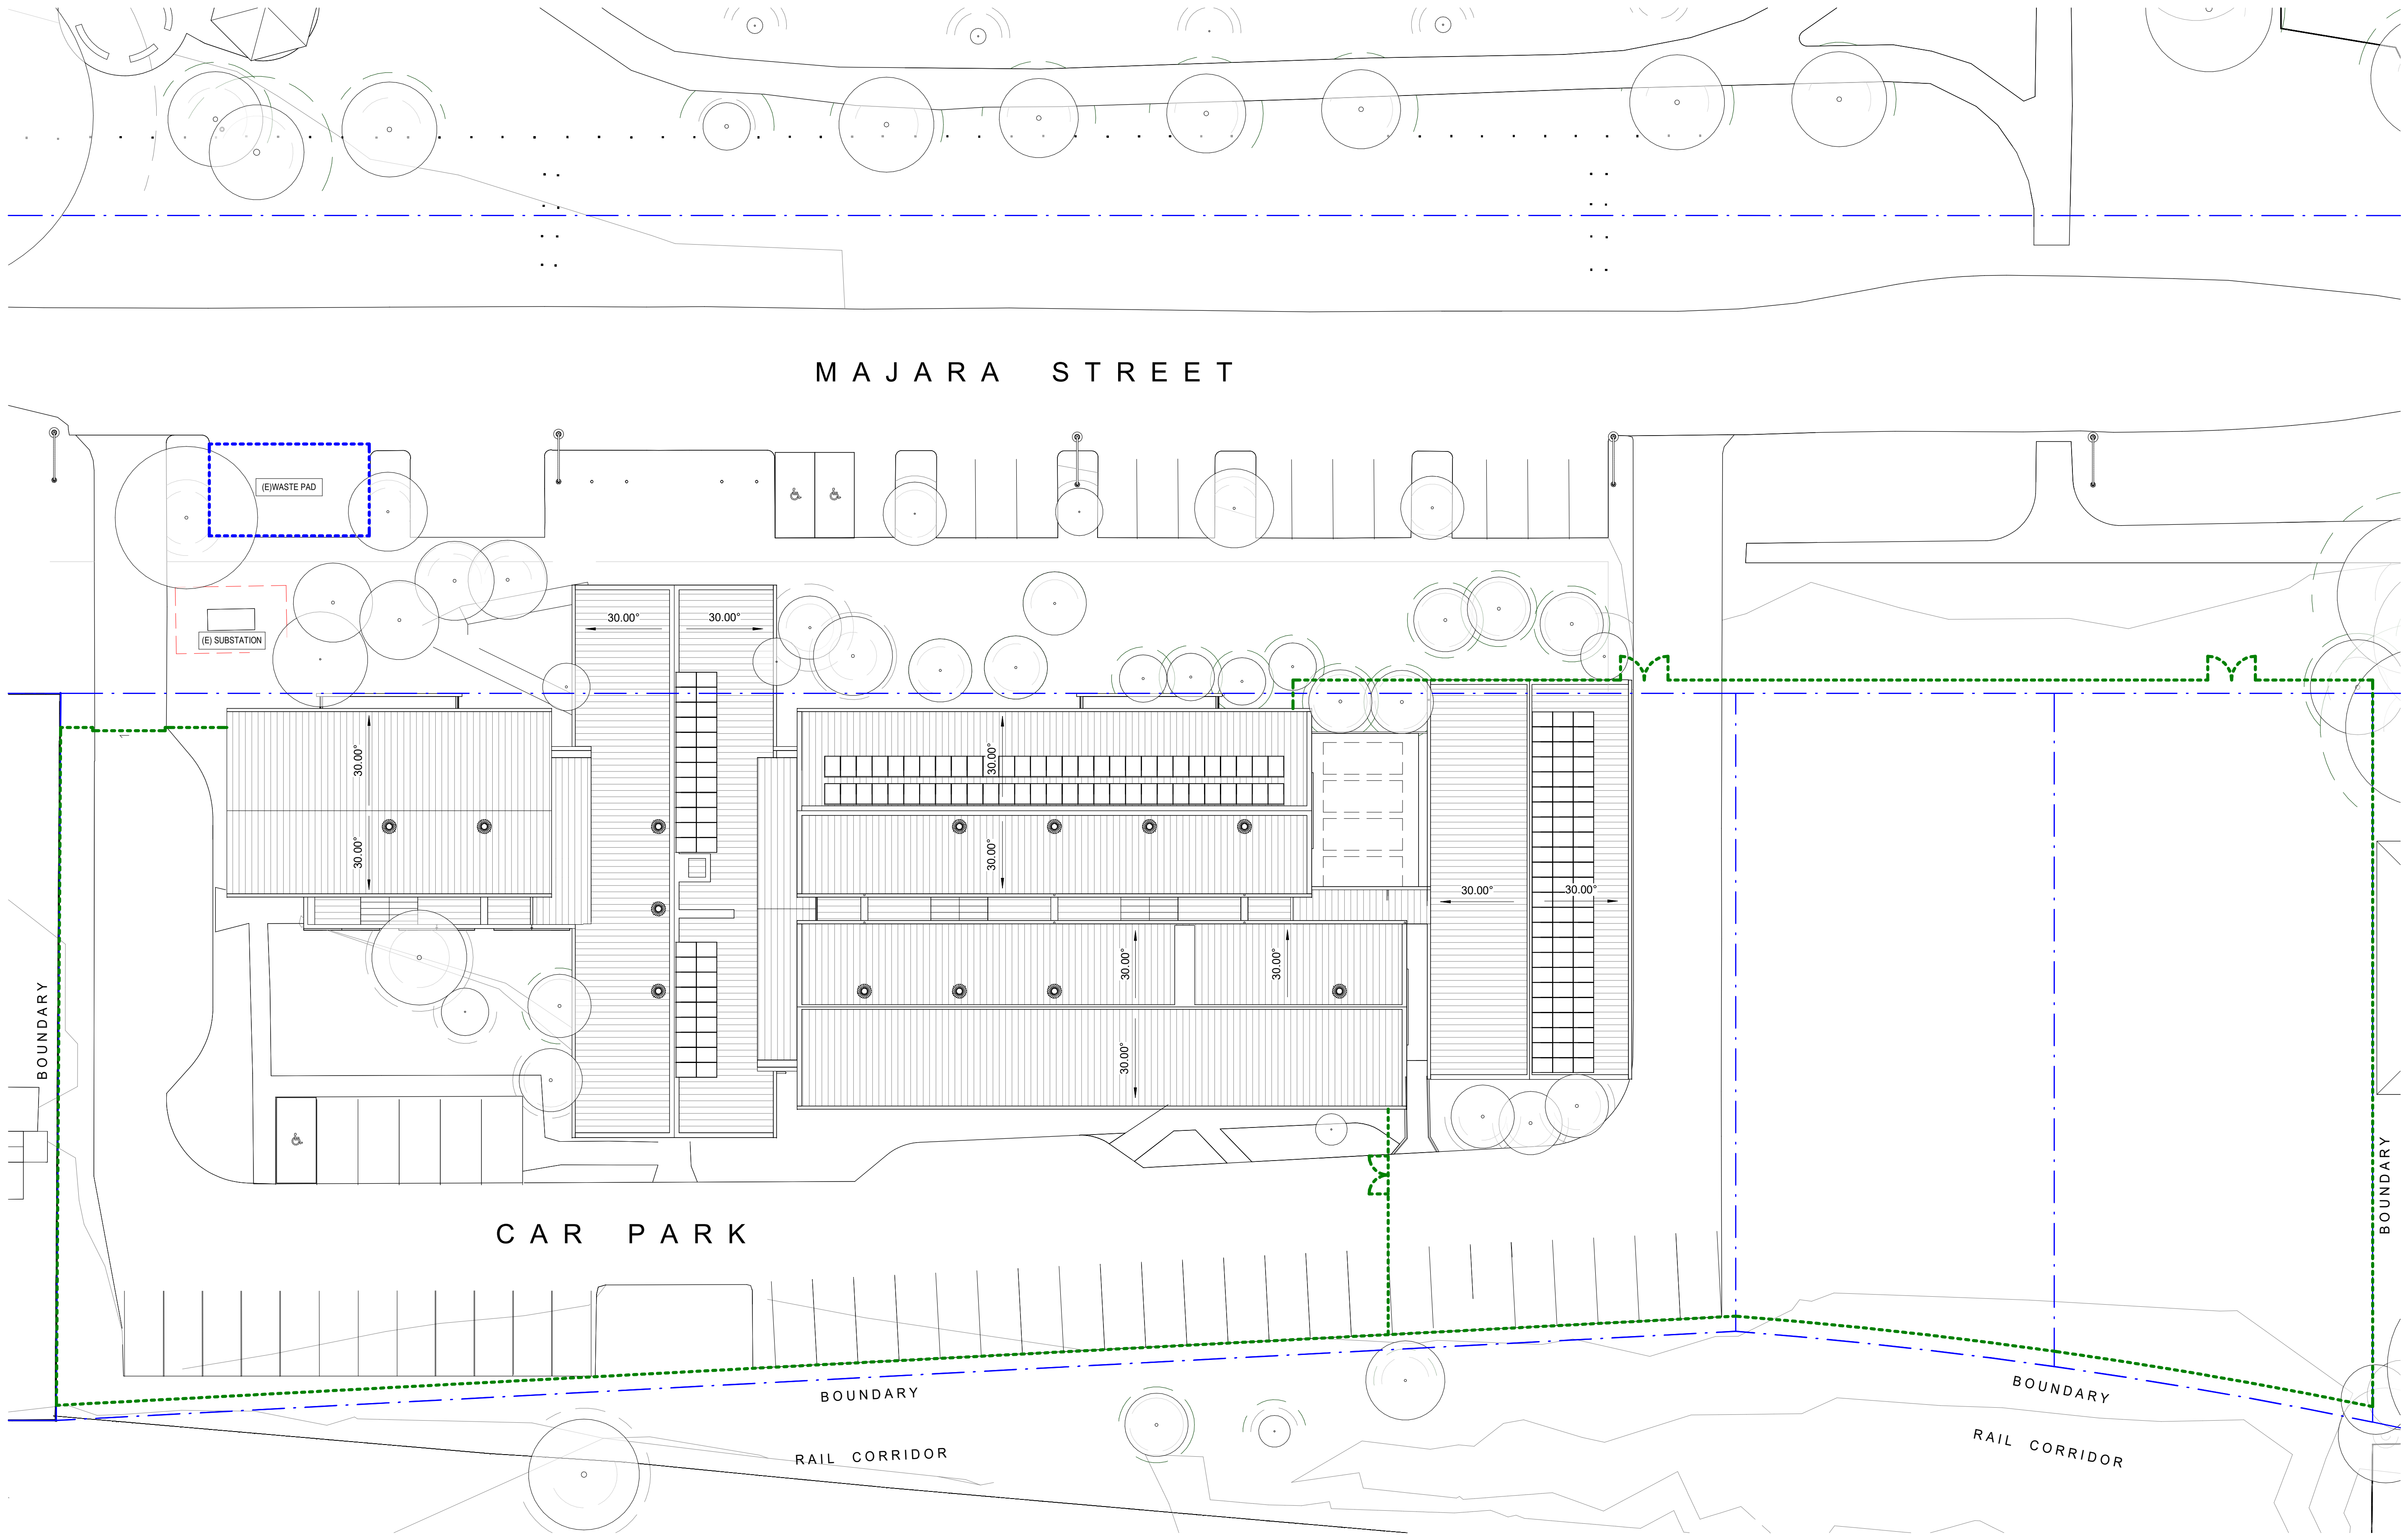 MAJARA STREET
(E)WASTE PAD
(E) SUBSTATION
30.00°
30.00°
30.00°
30.00°
30.00°
30.00°
30.00°
30.00°
30.00°
30.00°
30.00°
BOUNDARY
BOUNDARY
CAR PARK
BOUNDARY
BOUNDARY
RAIL CORRIDOR
RAIL CORRIDOR